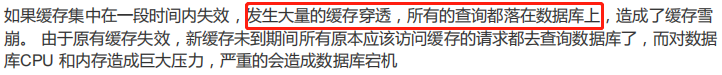 如果缓存集中在一段时间内失效，发生大量的缓存穿透，所有的查询都落在数据库上，造成了缓存雪
崩。 由于原有缓存失效，新缓存未到期间所有原本应该访问缓存的请求都去查询数据库了，而对数
据库CPU 和内存造成巨大压力，严重的会造成数据库宕机